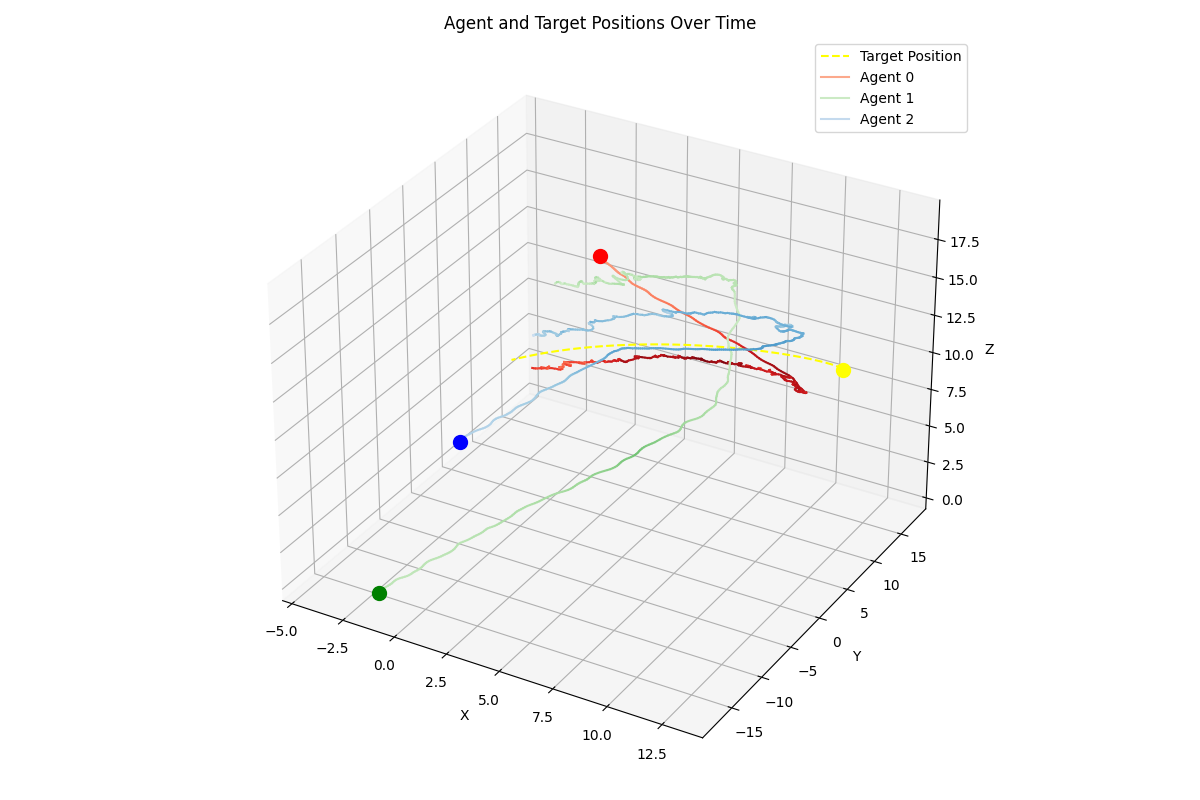 Agent and Target Positions Over Time
Target Position
Agent 0
Agent 1
Agent 2
17.5
15.0
12.5
10.0
Z
7.5
5.0
2.5
0.0
−5.0
−2.5
0.0
2.5
5.0
7.5
10.0
12.5
X
15
10
5
0
−5
−10
−15
Y